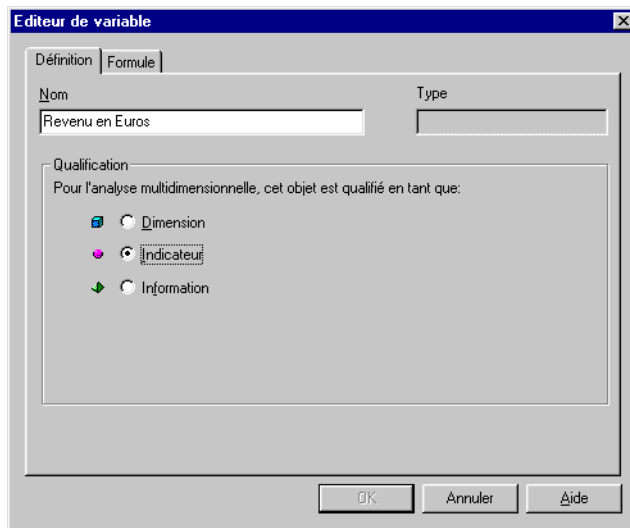 Editeur de variable
Définition Formule
Nom Type
Revenu en Euros
Qualification
Pour l'analyse multidimensionnelle, cet objet est qualifié en tant que:
Dimension
Indicateur
Information
OK Annuler Aide